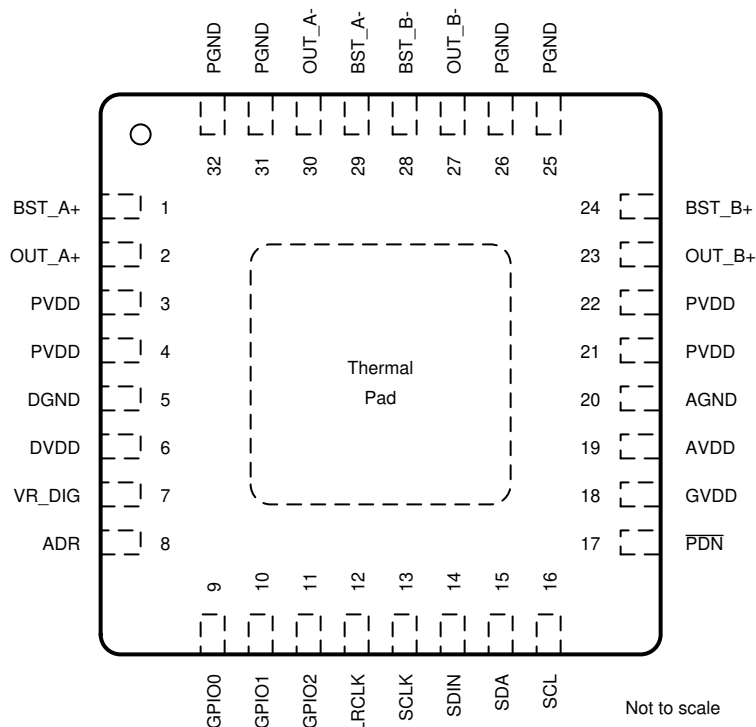 PGND
PGND
OUT_A-
BST_A-
BST_B-
OUT_B-
PGND
PGND
32
31
30
29
28
27
26
25
BST_A+ 1
24 BST_B+
OUT_A+ 2
23 OUT_B+
PVDD 3
22 PVDD
PVDD 4
21 PVDD
Thermal
Pad
DGND 5
20 AGND
DVDD 6
19 AVDD
VR_DIG 7
18 GVDD
ADR 8
17 PDN
9
10
11
12
13
14
15
16
GPIO0
GPIO1
GPIO2
LRCLK
SCLK
SDIN
SDA
SCL
Not to scale